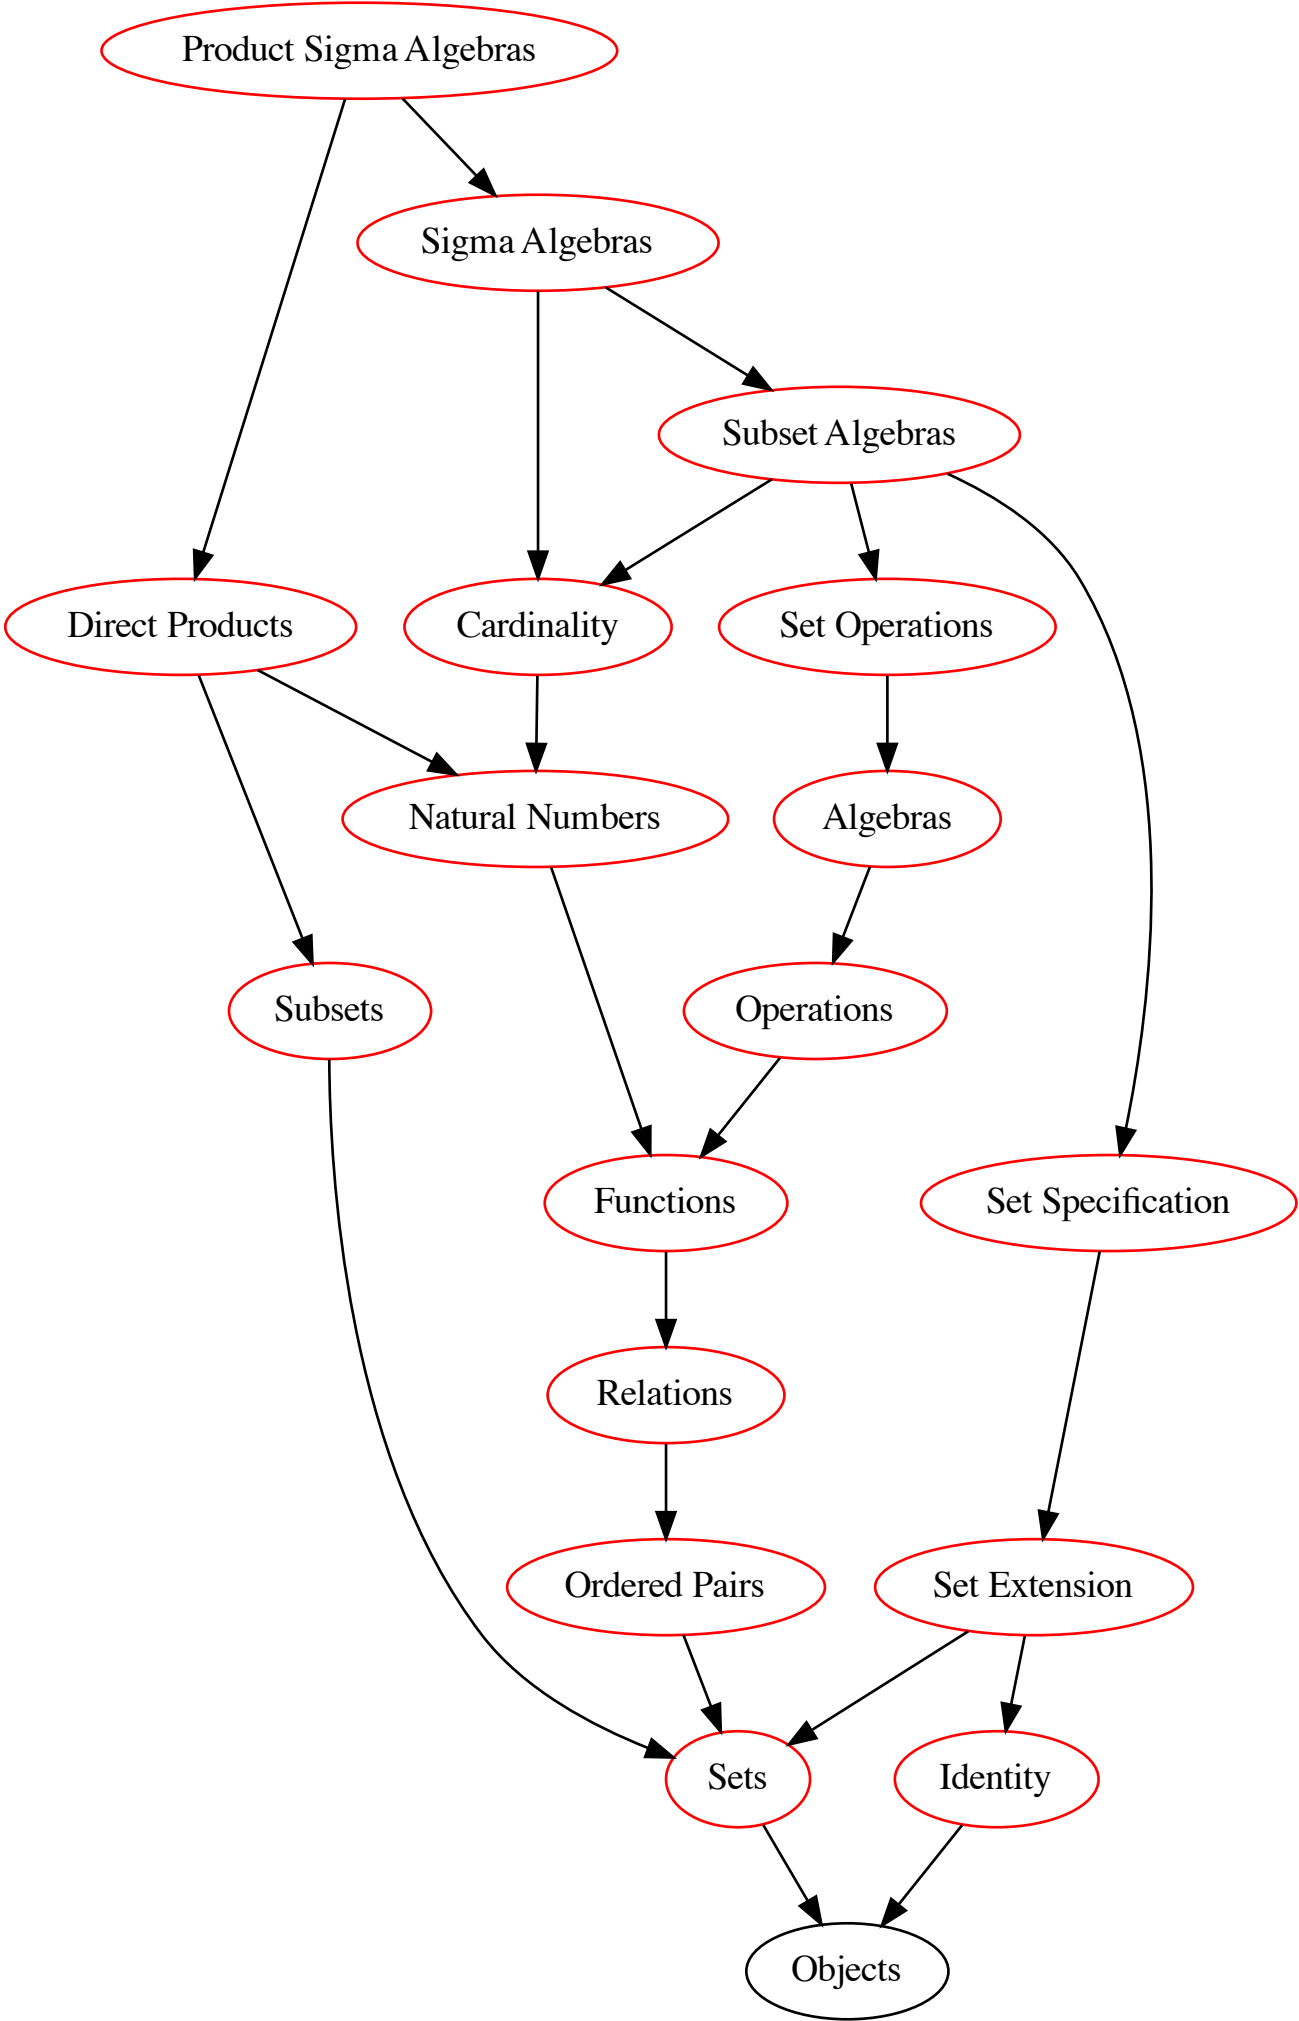 Product Sigma Algebras
Sigma Algebras
Subset Algebras
Direct Products
Cardinality
Set Operations
Natural Numbers
Algebras
Subsets
Operations
Functions
Set Specification
Relations
Ordered Pairs
Set Extension
Sets
Identity
Objects